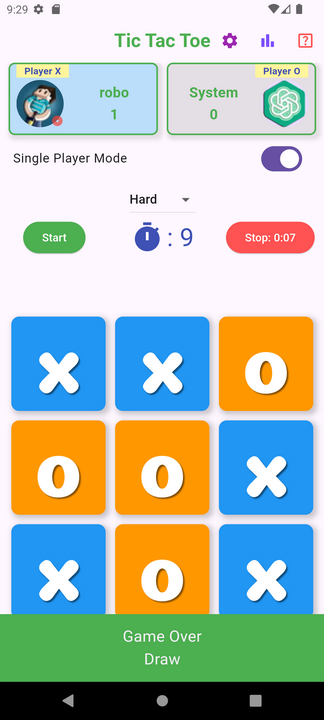 9:29
Tic Tac Toe
Player X
robo
1
Player O
System
0
Single Player Mode
Hard
Start
: 9
Stop: 0:07
X X O
O O X
X O X
Game Over
Draw